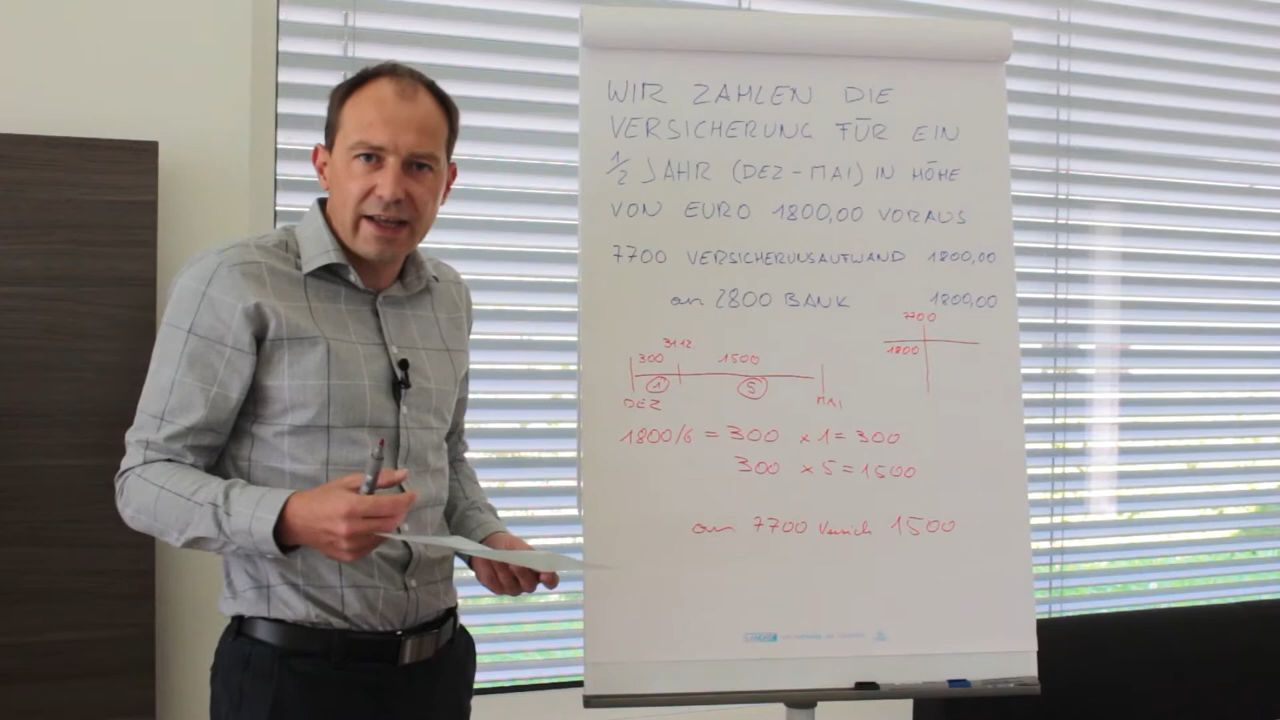 WIR ZAHLEN DIE
VERSICHERUNG FÜR EIN
1/2 JAHR (DEZ - MAI) IN HÖHE
VON EURO 1800,00 VORAUS
7700 VERSICHERUNSAUFWAND 1800,00
an 2800 BANK 1800,00
7700
1800
31.12.
300 1500
1 5
DEZ MAI
1800/6 = 300 x 1 = 300
300 x 5 = 1500
an 7700 Versich 1500